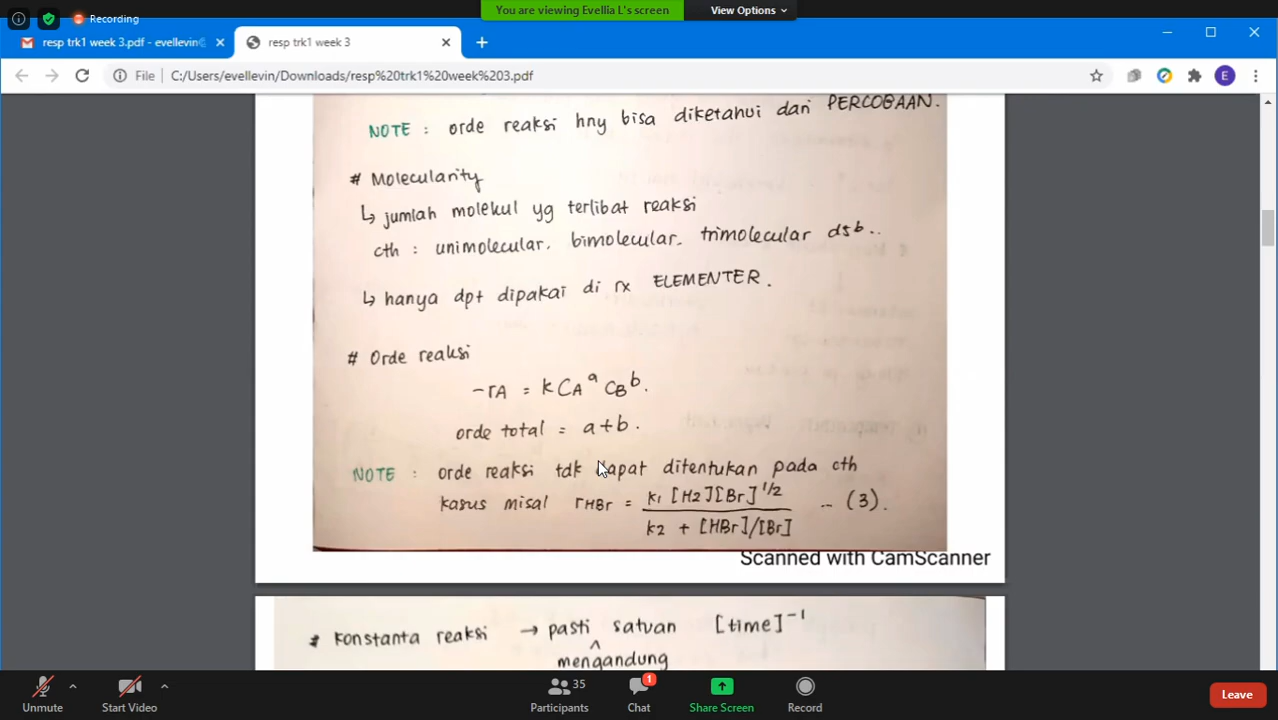 Recording
You are viewing Evellia L's screen
View Options
resp trk1 week 3.pdf - evellevin@
resp trk1 week 3
File
C:/Users/evellevin/Downloads/resp%20trk1%20week%203.pdf
E
NOTE : orde reaksi hny bisa diketahui dari PERCOBAAN.
# Molecularity
↳ jumlah molekul yg terlibat reaksi
cth : unimolecular. bimolecular. trimolecular dsb..
↳ hanya dpt dipakai di rx ELEMENTER.
# Orde reaksi
-rA = k CA^a CB^b.
orde total = a+b.
NOTE : orde reaksi tdk dapat ditentukan pada cth
kasus misal rHBr = k1 [H2][Br]^1/2 / k2 + [HBr]/[Br] ... (3).
Scanned with CamScanner
# Konstanta reaksi → pasti satuan [time]^-1
^
mengandung
Unmute
Start Video
35
Participants
1
Chat
Share Screen
Record
Leave